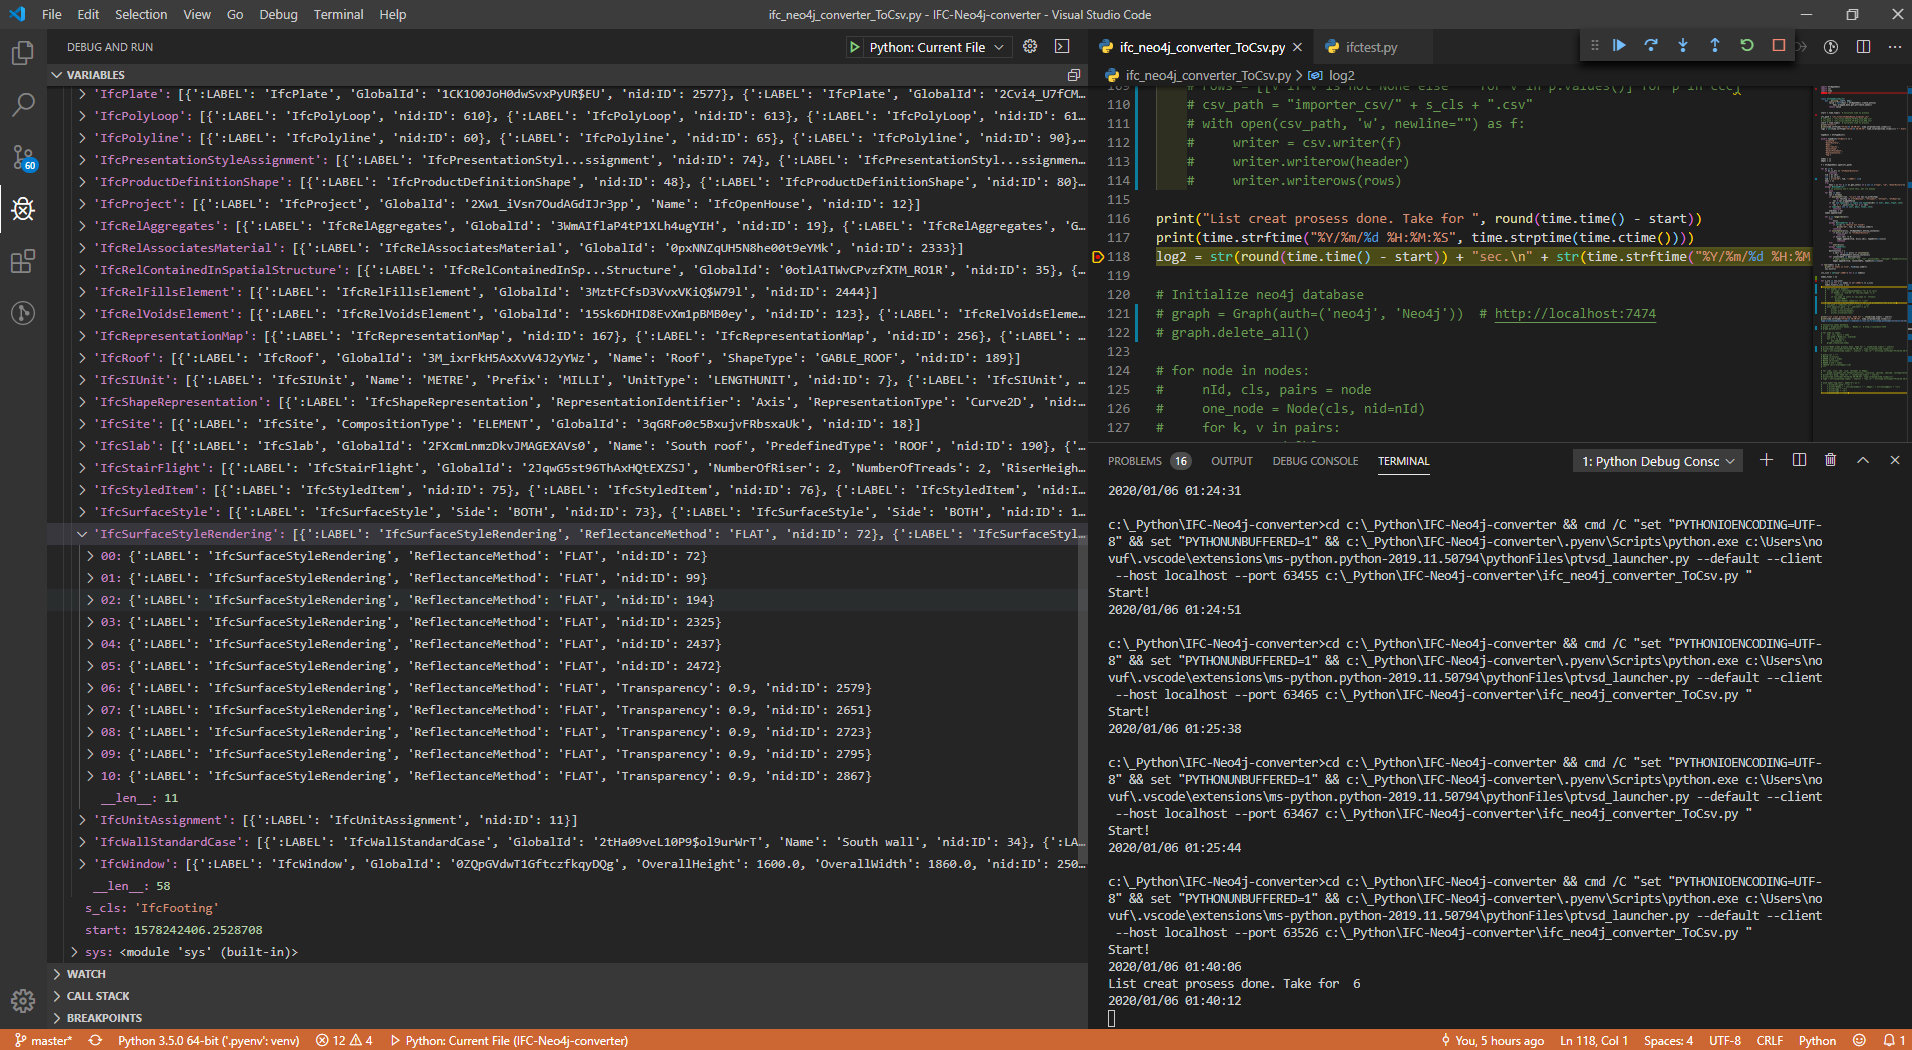 File Edit Selection View Go Debug Terminal Help
ifc_neo4j_converter_ToCsv.py - IFC-Neo4j-converter - Visual Studio Code
DEBUG AND RUN
Python: Current File
VARIABLES
'IfcPlate': [{':LABEL': 'IfcPlate', 'GlobalId': '1CK1O0JoH0dwSvxPyUR$EU', 'nid:ID': 2577}, {':LABEL': 'IfcPlate', 'GlobalId': '2Cvi4_U7fCM…
'IfcPolyLoop': [{':LABEL': 'IfcPolyLoop', 'nid:ID': 610}, {':LABEL': 'IfcPolyLoop', 'nid:ID': 613}, {':LABEL': 'IfcPolyLoop', 'nid:ID': 61…
'IfcPolyline': [{':LABEL': 'IfcPolyline', 'nid:ID': 60}, {':LABEL': 'IfcPolyline', 'nid:ID': 65}, {':LABEL': 'IfcPolyline', 'nid:ID': 90},…
'IfcPresentationStyleAssignment': [{':LABEL': 'IfcPresentationStyl...ssignment', 'nid:ID': 74}, {':LABEL': 'IfcPresentationStyl...ssignmen…
'IfcProductDefinitionShape': [{':LABEL': 'IfcProductDefinitionShape', 'nid:ID': 48}, {':LABEL': 'IfcProductDefinitionShape', 'nid:ID': 80}…
'IfcProject': [{':LABEL': 'IfcProject', 'GlobalId': '2Xw1_iVsn7OudAGdIJr3pp', 'Name': 'IfcOpenHouse', 'nid:ID': 12}]
'IfcRelAggregates': [{':LABEL': 'IfcRelAggregates', 'GlobalId': '3WmAIflaP4tP1XLh4ugYIH', 'nid:ID': 19}, {':LABEL': 'IfcRelAggregates', 'G…
'IfcRelAssociatesMaterial': [{':LABEL': 'IfcRelAssociatesMaterial', 'GlobalId': '0pxNNZqUH5N8he00t9eYMk', 'nid:ID': 2333}]
'IfcRelContainedInSpatialStructure': [{':LABEL': 'IfcRelContainedInSp...Structure', 'GlobalId': '0otlA1TWvCPvzfXTM_RO1R', 'nid:ID': 35}, {…
'IfcRelFillsElement': [{':LABEL': 'IfcRelFillsElement', 'GlobalId': '3MztFCfsD3VvxVKiQ$W79l', 'nid:ID': 2444}]
'IfcRelVoidsElement': [{':LABEL': 'IfcRelVoidsElement', 'GlobalId': '15Sk6DHID8EvXm1pBMB0ey', 'nid:ID': 123}, {':LABEL': 'IfcRelVoidsEleme…
'IfcRepresentationMap': [{':LABEL': 'IfcRepresentationMap', 'nid:ID': 167}, {':LABEL': 'IfcRepresentationMap', 'nid:ID': 256}, {':LABEL': …
'IfcRoof': [{':LABEL': 'IfcRoof', 'GlobalId': '3M_ixrFkH5AxXvV4J2yYWz', 'Name': 'Roof', 'ShapeType': 'GABLE_ROOF', 'nid:ID': 189}]
'IfcSIUnit': [{':LABEL': 'IfcSIUnit', 'Name': 'METRE', 'Prefix': 'MILLI', 'UnitType': 'LENGTHUNIT', 'nid:ID': 7}, {':LABEL': 'IfcSIUnit', …
'IfcShapeRepresentation': [{':LABEL': 'IfcShapeRepresentation', 'RepresentationIdentifier': 'Axis', 'RepresentationType': 'Curve2D', 'nid:…
'IfcSite': [{':LABEL': 'IfcSite', 'CompositionType': 'ELEMENT', 'GlobalId': '3qGRFo0c5BxujvFRbsxaUk', 'nid:ID': 18}]
'IfcSlab': [{':LABEL': 'IfcSlab', 'GlobalId': '2FXcmLnmzDkvJMAGEXAVs0', 'Name': 'South roof', 'PredefinedType': 'ROOF', 'nid:ID': 190}, {'…
'IfcStairFlight': [{':LABEL': 'IfcStairFlight', 'GlobalId': '2JqwG5st96ThAxHQtEXZSJ', 'NumberOfRiser': 2, 'NumberOfTreads': 2, 'RiserHeigh…
'IfcStyledItem': [{':LABEL': 'IfcStyledItem', 'nid:ID': 75}, {':LABEL': 'IfcStyledItem', 'nid:ID': 76}, {':LABEL': 'IfcStyledItem', 'nid:I…
'IfcSurfaceStyle': [{':LABEL': 'IfcSurfaceStyle', 'Side': 'BOTH', 'nid:ID': 73}, {':LABEL': 'IfcSurfaceStyle', 'Side': 'BOTH', 'nid:ID': 1…
'IfcSurfaceStyleRendering': [{':LABEL': 'IfcSurfaceStyleRendering', 'ReflectanceMethod': 'FLAT', 'nid:ID': 72}, {':LABEL': 'IfcSurfaceStyl…
00: {':LABEL': 'IfcSurfaceStyleRendering', 'ReflectanceMethod': 'FLAT', 'nid:ID': 72}
01: {':LABEL': 'IfcSurfaceStyleRendering', 'ReflectanceMethod': 'FLAT', 'nid:ID': 99}
02: {':LABEL': 'IfcSurfaceStyleRendering', 'ReflectanceMethod': 'FLAT', 'nid:ID': 194}
03: {':LABEL': 'IfcSurfaceStyleRendering', 'ReflectanceMethod': 'FLAT', 'nid:ID': 2325}
04: {':LABEL': 'IfcSurfaceStyleRendering', 'ReflectanceMethod': 'FLAT', 'nid:ID': 2437}
05: {':LABEL': 'IfcSurfaceStyleRendering', 'ReflectanceMethod': 'FLAT', 'nid:ID': 2472}
06: {':LABEL': 'IfcSurfaceStyleRendering', 'ReflectanceMethod': 'FLAT', 'Transparency': 0.9, 'nid:ID': 2579}
07: {':LABEL': 'IfcSurfaceStyleRendering', 'ReflectanceMethod': 'FLAT', 'Transparency': 0.9, 'nid:ID': 2651}
08: {':LABEL': 'IfcSurfaceStyleRendering', 'ReflectanceMethod': 'FLAT', 'Transparency': 0.9, 'nid:ID': 2723}
09: {':LABEL': 'IfcSurfaceStyleRendering', 'ReflectanceMethod': 'FLAT', 'Transparency': 0.9, 'nid:ID': 2795}
10: {':LABEL': 'IfcSurfaceStyleRendering', 'ReflectanceMethod': 'FLAT', 'Transparency': 0.9, 'nid:ID': 2867}
__len__: 11
'IfcUnitAssignment': [{':LABEL': 'IfcUnitAssignment', 'nid:ID': 11}]
'IfcWallStandardCase': [{':LABEL': 'IfcWallStandardCase', 'GlobalId': '2tHa09veL10P9$ol9urWrT', 'Name': 'South wall', 'nid:ID': 34}, {':LA…
'IfcWindow': [{':LABEL': 'IfcWindow', 'GlobalId': '0ZQpGVdwT1GftczfkqyDQg', 'OverallHeight': 1600.0, 'OverallWidth': 1860.0, 'nid:ID': 250…
__len__: 58
s_cls: 'IfcFooting'
start: 1578242406.2528708
sys: <module 'sys' (built-in)>
WATCH
CALL STACK
BREAKPOINTS
60
ifc_neo4j_converter_ToCsv.py
ifctest.py
ifc_neo4j_converter_ToCsv.py > log2
109 # rows = [[v if v is not None else "" for v in p.values()] for p in ccc]
110 # csv_path = "importer_csv/" + s_cls + ".csv"
111 # with open(csv_path, 'w', newline="") as f:
112 # writer = csv.writer(f)
113 # writer.writerow(header)
114 # writer.writerows(rows)
115
116 print("List creat prosess done. Take for ", round(time.time() - start))
117 print(time.strftime("%Y/%m/%d %H:%M:%S", time.strptime(time.ctime())))
118 log2 = str(round(time.time() - start)) + "sec.\n" + str(time.strftime("%Y/%m/%d %H:%M
119
120 # Initialize neo4j database
121 # graph = Graph(auth=('neo4j', 'Neo4j')) # http://localhost:7474
122 # graph.delete_all()
123
124 # for node in nodes:
125 # nId, cls, pairs = node
126 # one_node = Node(cls, nid=nId)
127 # for k, v in pairs:
PROBLEMS 16 OUTPUT DEBUG CONSOLE TERMINAL
1: Python Debug Consc
2020/01/06 01:24:31
c:\_Python\IFC-Neo4j-converter>cd c:\_Python\IFC-Neo4j-converter && cmd /C "set "PYTHONIOENCODING=UTF-
8" && set "PYTHONUNBUFFERED=1" && c:\_Python\IFC-Neo4j-converter\.pyenv\Scripts\python.exe c:\Users\no
vuf\.vscode\extensions\ms-python.python-2019.11.50794\pythonFiles\ptvsd_launcher.py --default --client
--host localhost --port 63455 c:\_Python\IFC-Neo4j-converter\ifc_neo4j_converter_ToCsv.py "
Start!
2020/01/06 01:24:51
c:\_Python\IFC-Neo4j-converter>cd c:\_Python\IFC-Neo4j-converter && cmd /C "set "PYTHONIOENCODING=UTF-
8" && set "PYTHONUNBUFFERED=1" && c:\_Python\IFC-Neo4j-converter\.pyenv\Scripts\python.exe c:\Users\no
vuf\.vscode\extensions\ms-python.python-2019.11.50794\pythonFiles\ptvsd_launcher.py --default --client
--host localhost --port 63465 c:\_Python\IFC-Neo4j-converter\ifc_neo4j_converter_ToCsv.py "
Start!
2020/01/06 01:25:38
c:\_Python\IFC-Neo4j-converter>cd c:\_Python\IFC-Neo4j-converter && cmd /C "set "PYTHONIOENCODING=UTF-
8" && set "PYTHONUNBUFFERED=1" && c:\_Python\IFC-Neo4j-converter\.pyenv\Scripts\python.exe c:\Users\no
vuf\.vscode\extensions\ms-python.python-2019.11.50794\pythonFiles\ptvsd_launcher.py --default --client
--host localhost --port 63467 c:\_Python\IFC-Neo4j-converter\ifc_neo4j_converter_ToCsv.py "
Start!
2020/01/06 01:25:44
c:\_Python\IFC-Neo4j-converter>cd c:\_Python\IFC-Neo4j-converter && cmd /C "set "PYTHONIOENCODING=UTF-
8" && set "PYTHONUNBUFFERED=1" && c:\_Python\IFC-Neo4j-converter\.pyenv\Scripts\python.exe c:\Users\no
vuf\.vscode\extensions\ms-python.python-2019.11.50794\pythonFiles\ptvsd_launcher.py --default --client
--host localhost --port 63526 c:\_Python\IFC-Neo4j-converter\ifc_neo4j_converter_ToCsv.py "
Start!
2020/01/06 01:40:06
List creat prosess done. Take for 6
2020/01/06 01:40:12
master* Python 3.5.0 64-bit ('.pyenv': venv) 12 4 Python: Current File (IFC-Neo4j-converter)
You, 5 hours ago Ln 118, Col 1 Spaces: 4 UTF-8 CRLF Python 1